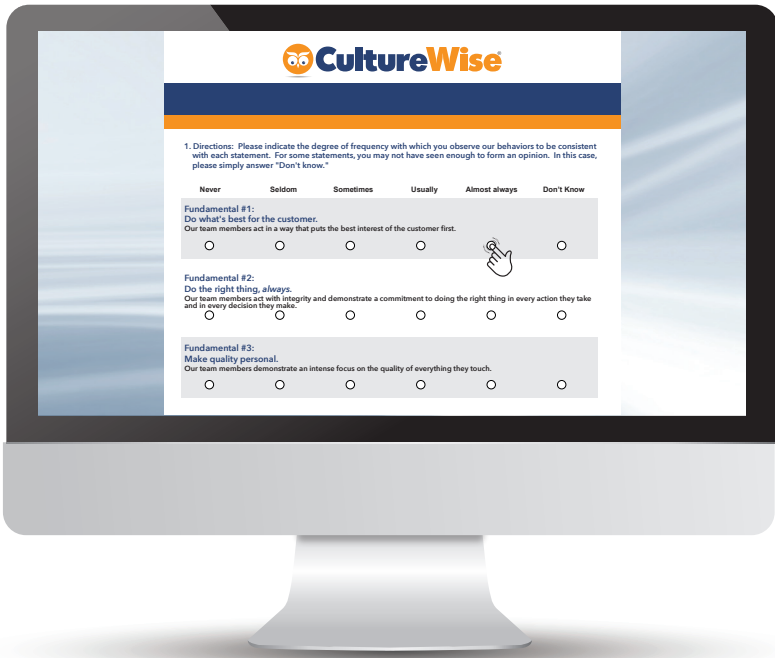 CultureWise®
1. Directions:  Please indicate the degree of frequency with which you observe our behaviors to be consistent
with each statement.  For some statements, you may not have seen enough to form an opinion.  In this case,
please simply answer "Don't know."
Never Seldom Sometimes Usually Almost always Don't Know
Fundamental #1:
Do what's best for the customer.
Our team members act in a way that puts the best interest of the customer first.
Fundamental #2:
Do the right thing, always.
Our team members act with integrity and demonstrate a commitment to doing the right thing in every action they take
and in every decision they make.
Fundamental #3:
Make quality personal.
Our team members demonstrate an intense focus on the quality of everything they touch.